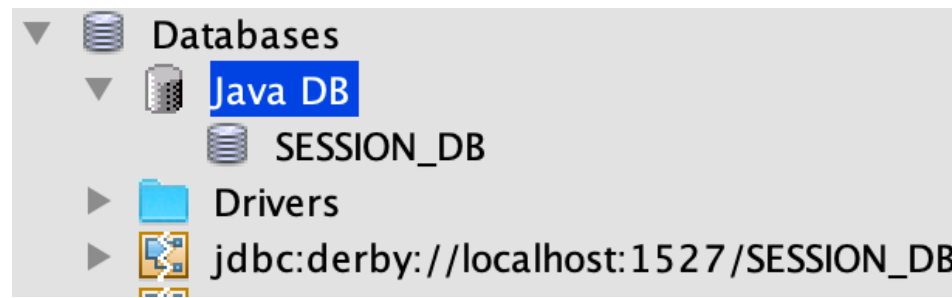 Databases
Java DB
SESSION_DB
Drivers
jdbc:derby://localhost:1527/SESSION_DB